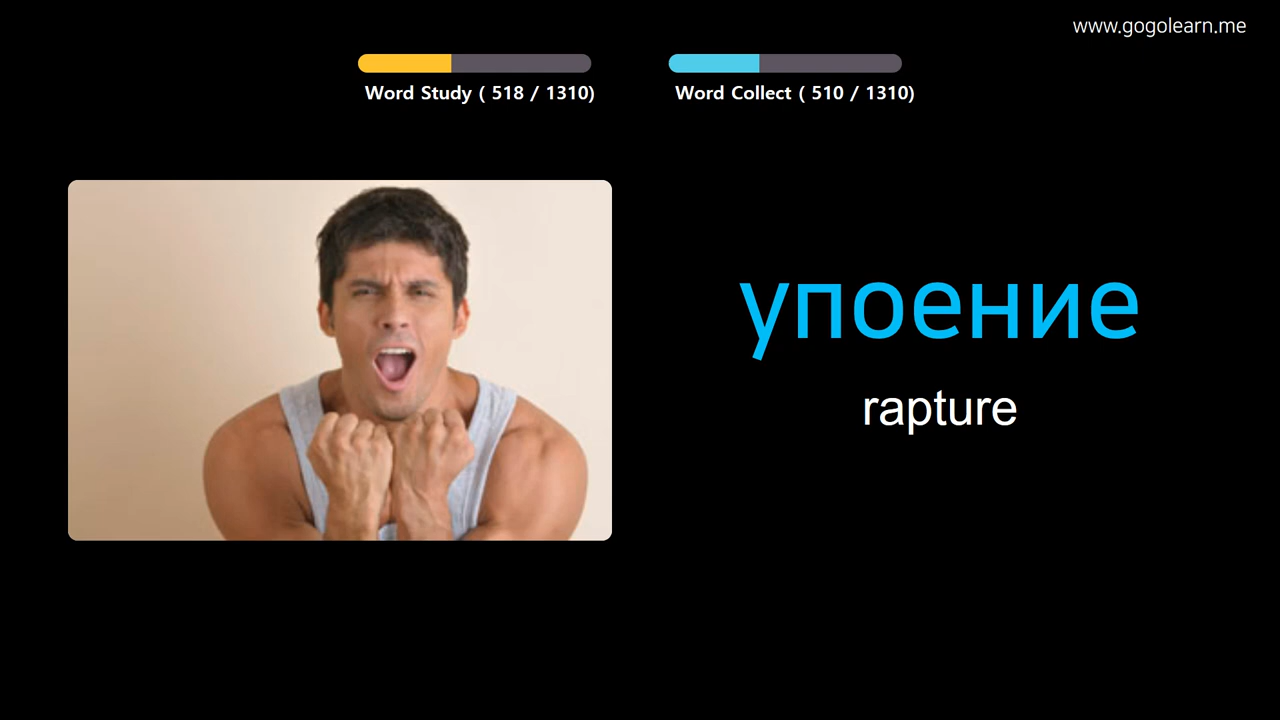 www.gogolearn.me
Word Study ( 518 / 1310)
Word Collect ( 510 / 1310)
упоение
rapture